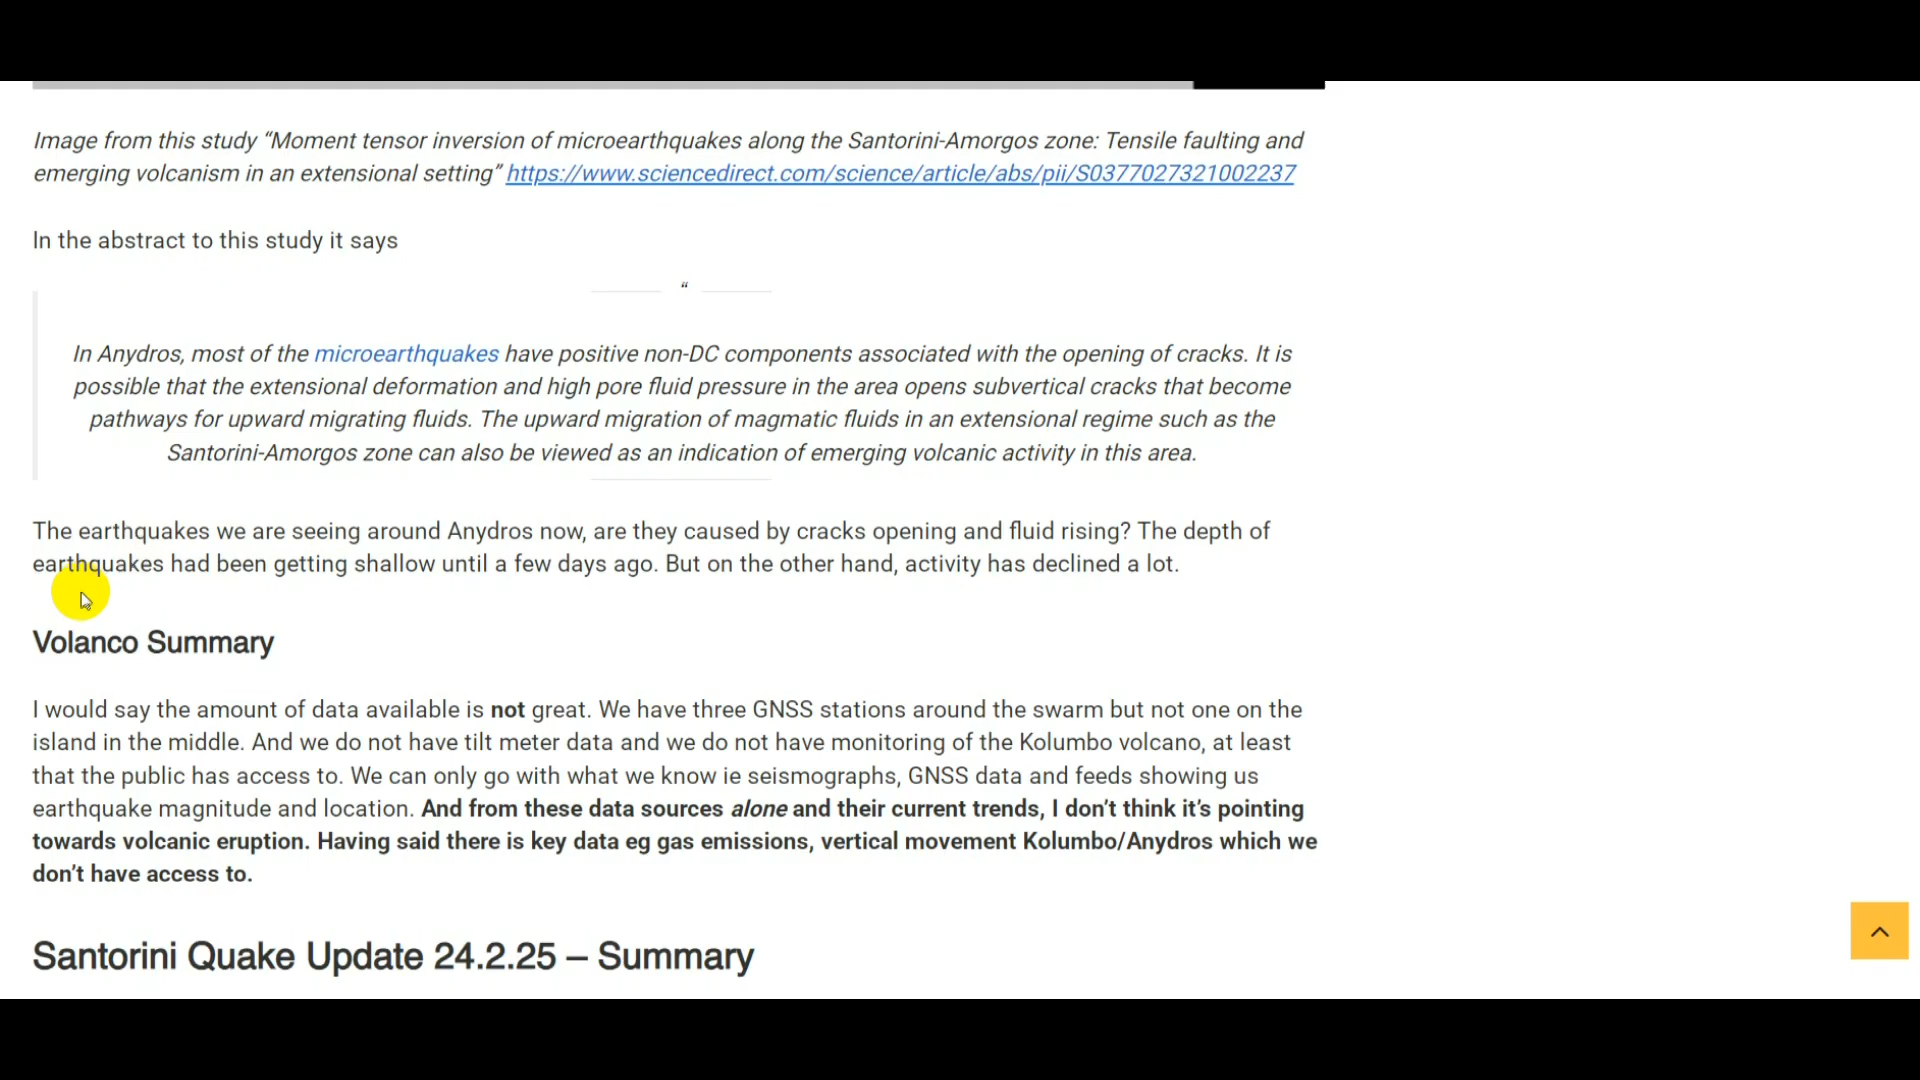 Image from this study “Moment tensor inversion of microearthquakes along the Santorini-Amorgos zone: Tensile faulting and
emerging volcanism in an extensional setting” https://www.sciencedirect.com/science/article/abs/pii/S0377027321002237
In the abstract to this study it says
“
In Anydros, most of the microearthquakes have positive non-DC components associated with the opening of cracks. It is
possible that the extensional deformation and high pore fluid pressure in the area opens subvertical cracks that become
pathways for upward migrating fluids. The upward migration of magmatic fluids in an extensional regime such as the
Santorini-Amorgos zone can also be viewed as an indication of emerging volcanic activity in this area.
The earthquakes we are seeing around Anydros now, are they caused by cracks opening and fluid rising? The depth of
earthquakes had been getting shallow until a few days ago. But on the other hand, activity has declined a lot.
Volanco Summary
I would say the amount of data available is not great. We have three GNSS stations around the swarm but not one on the
island in the middle. And we do not have tilt meter data and we do not have monitoring of the Kolumbo volcano, at least
that the public has access to. We can only go with what we know ie seismographs, GNSS data and feeds showing us
earthquake magnitude and location. And from these data sources alone and their current trends, I don’t think it’s pointing
towards volcanic eruption. Having said there is key data eg gas emissions, vertical movement Kolumbo/Anydros which we
don’t have access to.
Santorini Quake Update 24.2.25 – Summary